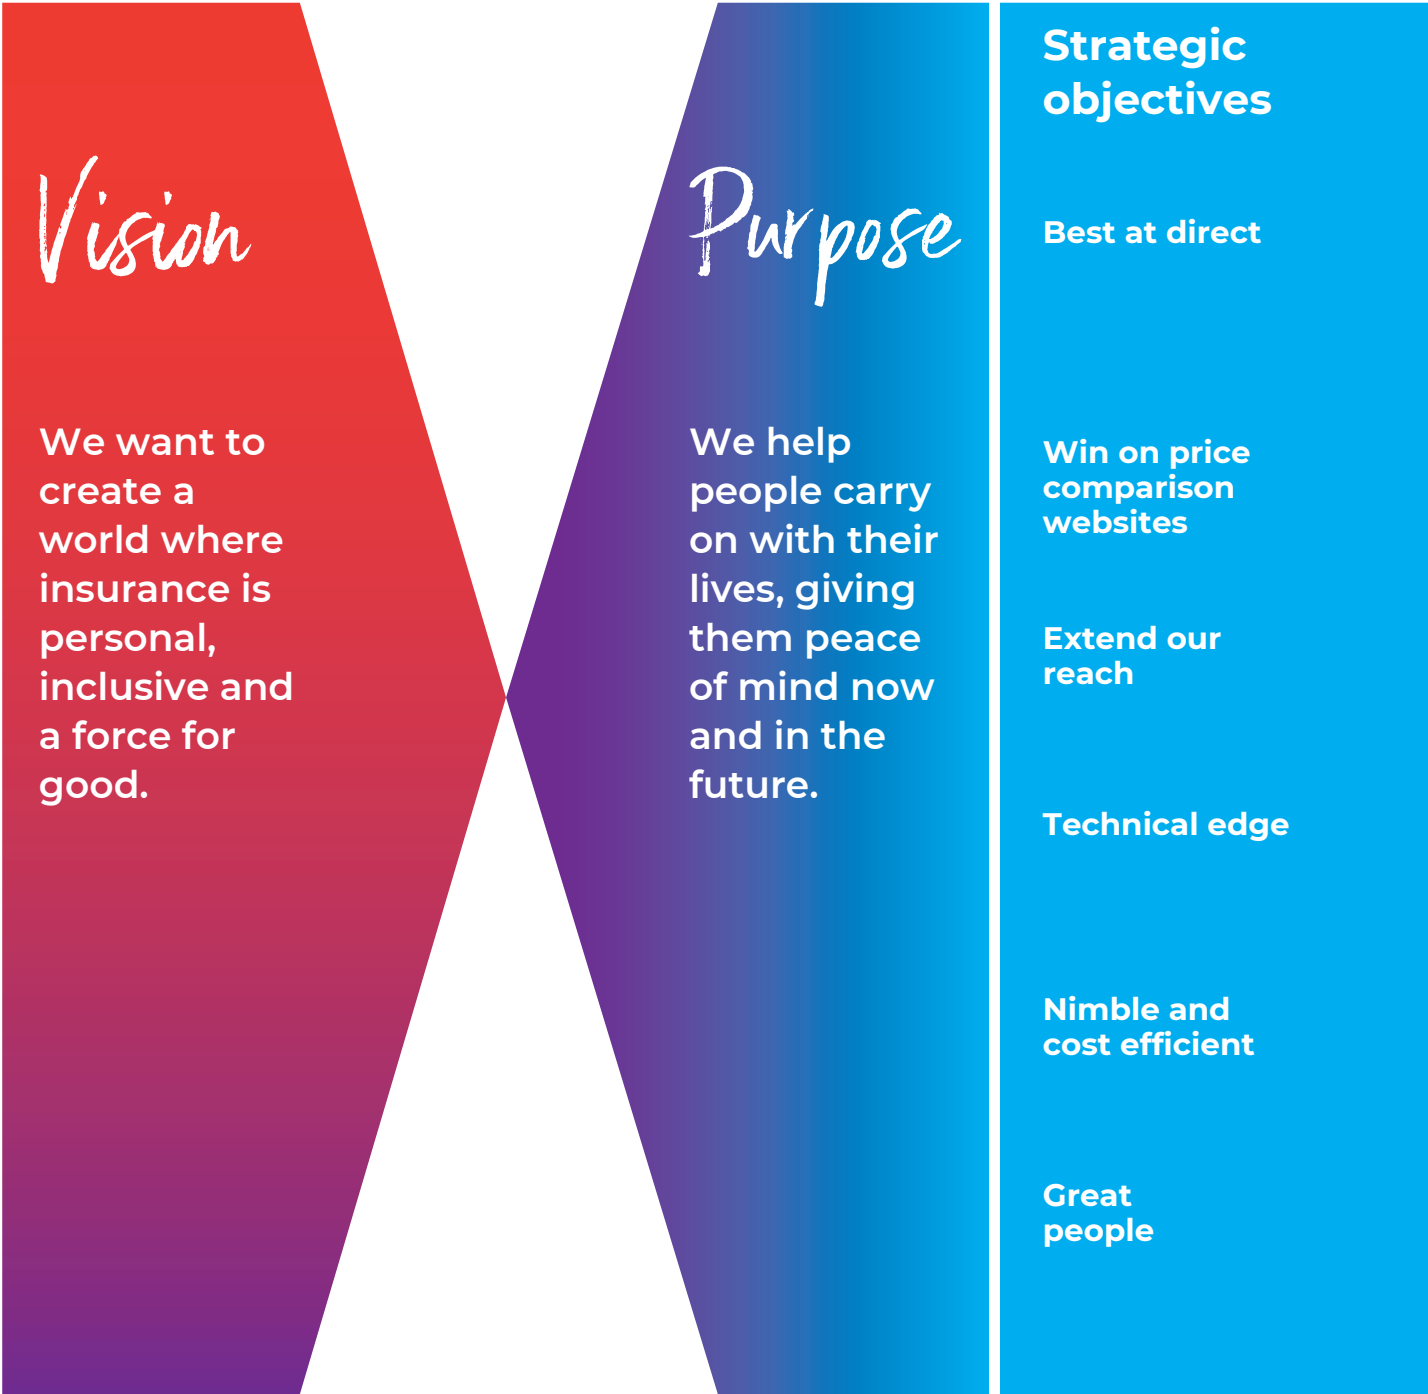 Vision
We want to
create a
world where
insurance is
personal,
inclusive and
a force for
good.
Purpose
We help
people carry
on with their
lives, giving
them peace
of mind now
and in the
future.
Strategic
objectives
Best at direct
Win on price
comparison
websites
Extend our
reach
Technical edge
Nimble and
cost efficient
Great
people